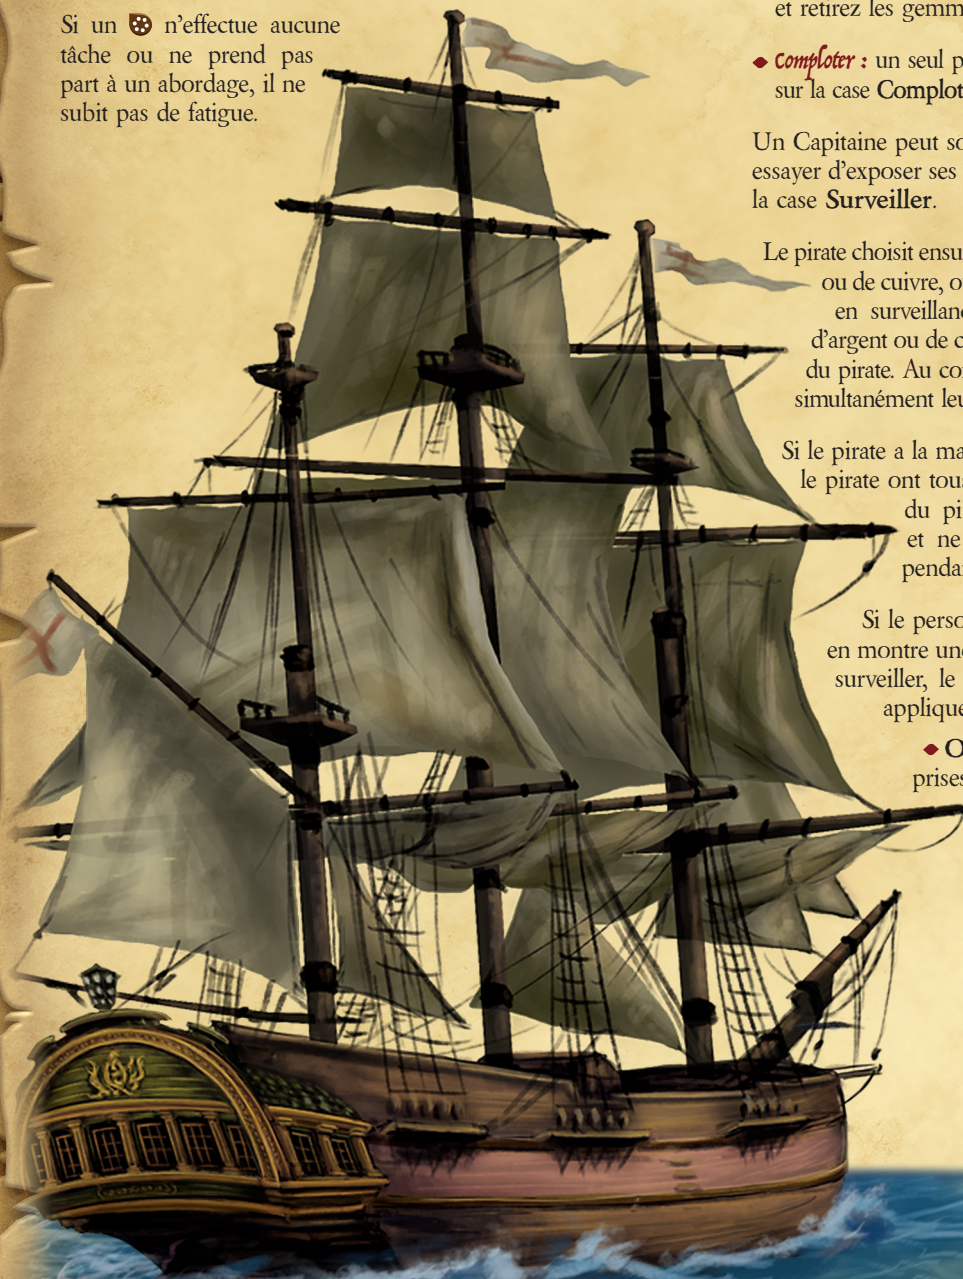 Si un n'effectue aucune
tâche ou ne prend pas
part à un abordage, il ne
subit pas de fatigue.
et retirez les gemm
Comploter : un seul p
sur la case Complot
Un Capitaine peut so
essayer d'exposer ses
la case Surveiller.
Le pirate choisit ensu
ou de cuivre, o
en surveillanc
d'argent ou de c
du pirate. Au co
simultanément leu
Si le pirate a la ma
le pirate ont tou
du pi
et ne
penda
Si le perso
en montre un
surveiller, le
applique
O
prises